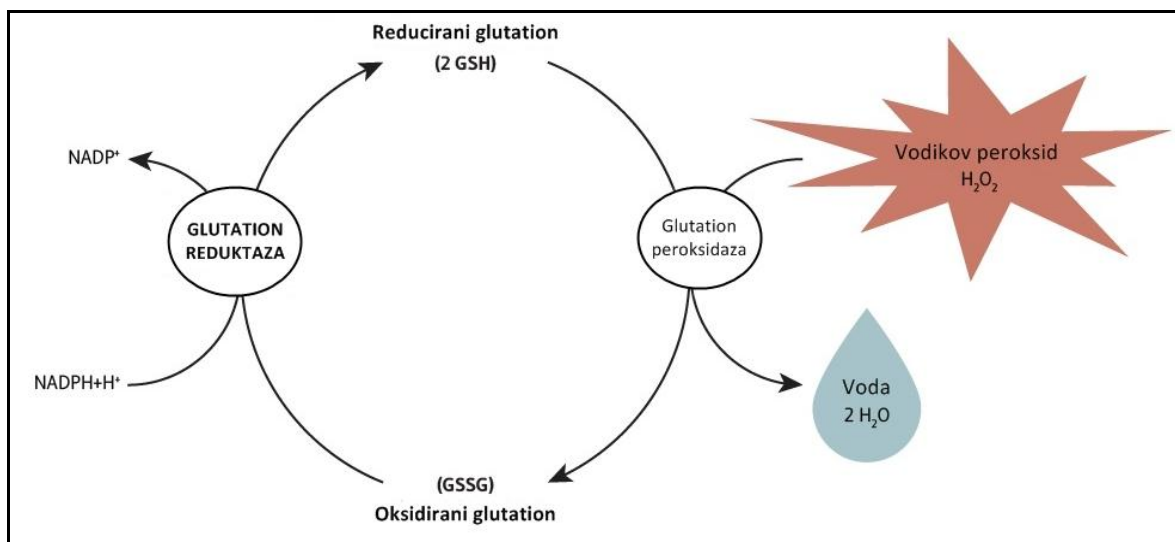 Reducirani glutation
(2 GSH)
Vodikov peroksid
H₂O₂
NADP⁺
GLUTATION
REDUKTAZA
Glutation
peroksidaza
NADPH+H⁺
Voda
2 H₂O
(GSSG)
Oksidirani glutation